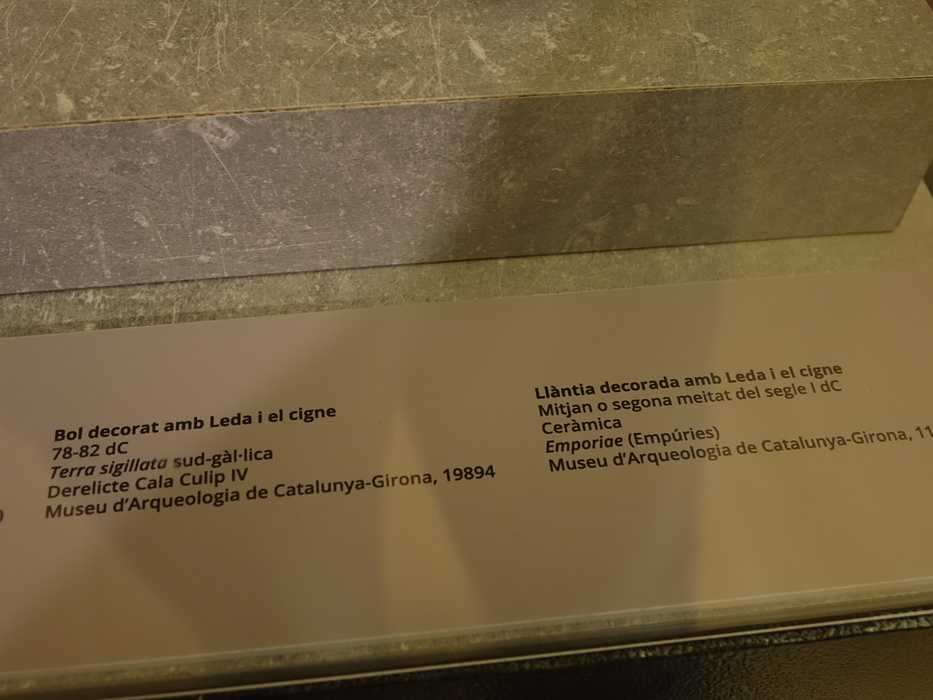 Bol decorat amb Leda i el cigne
78-82 dC
Terra sigillata sud-gàl·lica
Derelicte Cala Culip IV
Museu d'Arqueologia de Catalunya-Girona, 19894
Llàntia decorada amb Leda i el cigne
Mitjan o segona meitat del segle I dC
Ceràmica
Emporiae (Empúries)
Museu d'Arqueologia de Catalunya-Girona, 11